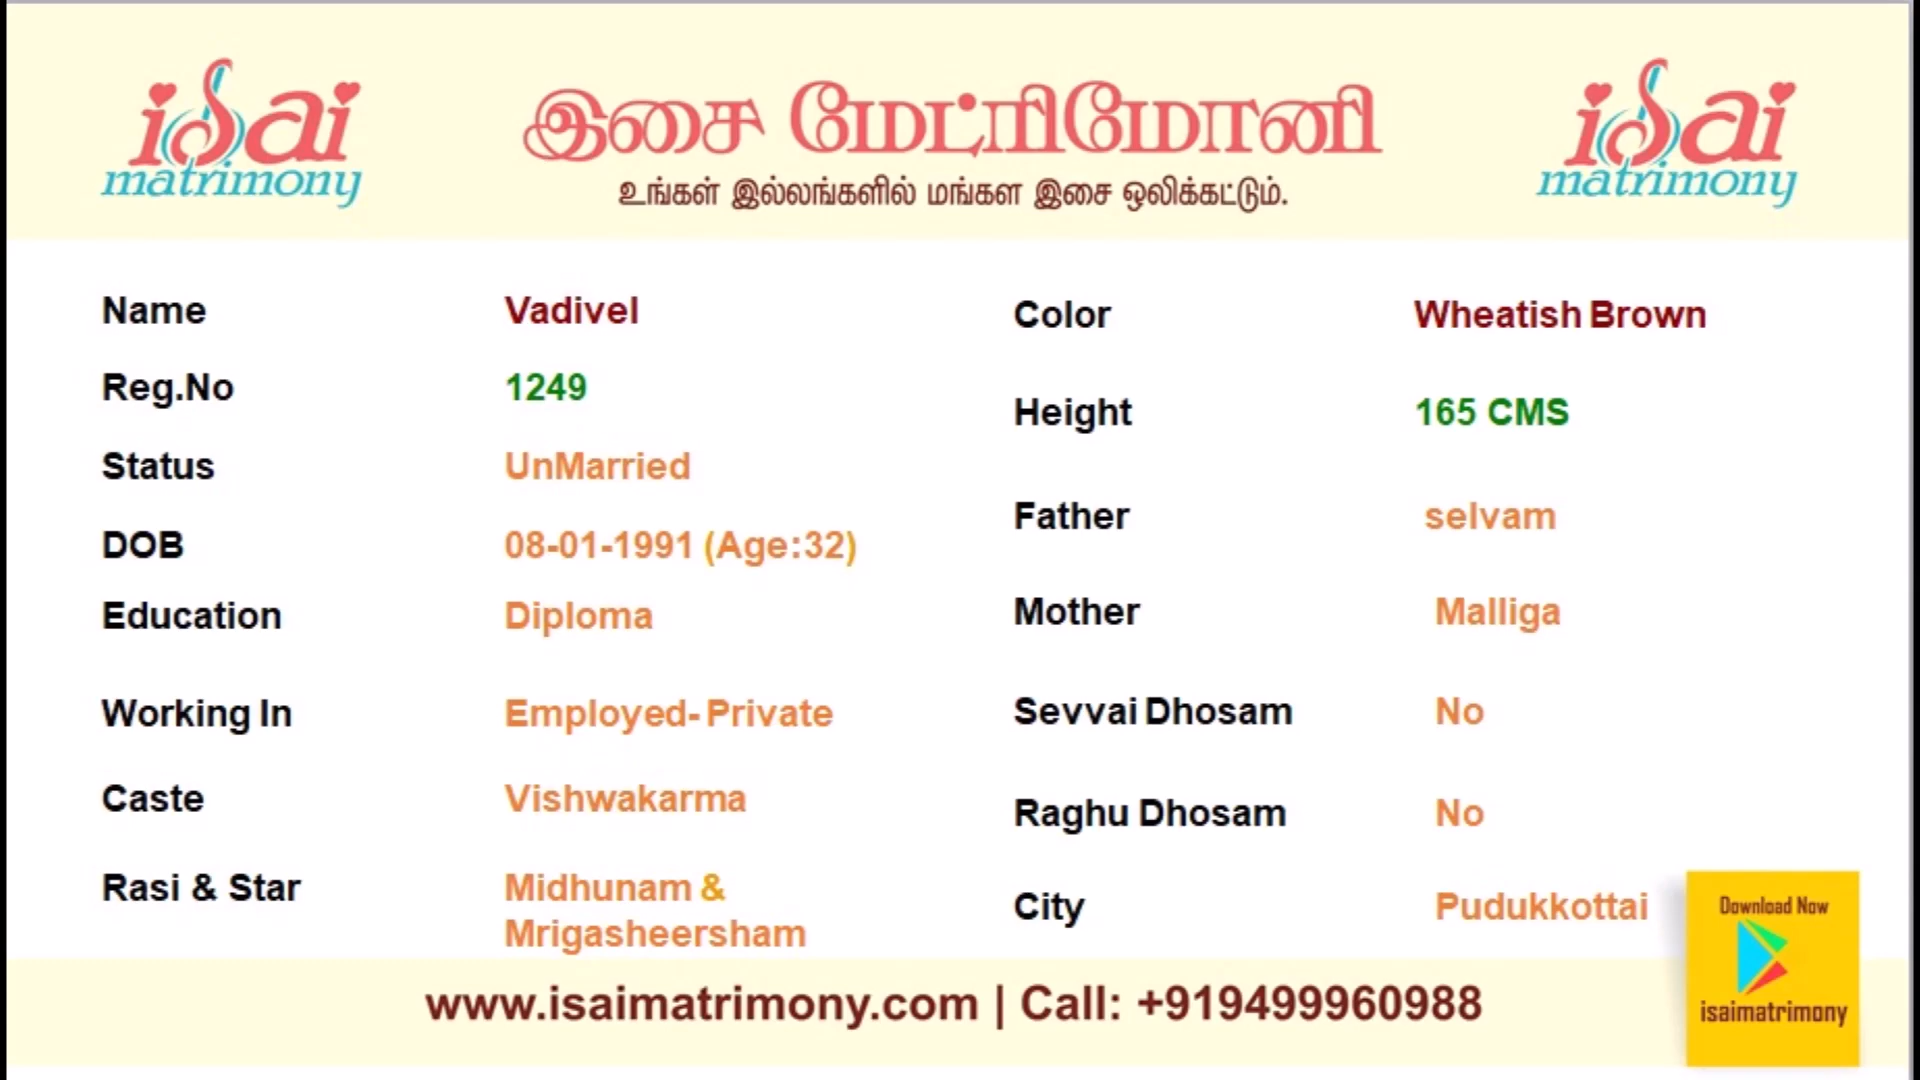 isai
matrimony
இசை மேட்ரிமோனி
உங்கள் இல்லங்களில் மங்கள இசை ஒலிக்கட்டும்.
isai
matrimony
Name Vadivel
Reg.No 1249
Status UnMarried
DOB 08-01-1991 (Age:32)
Education Diploma
Working In Employed- Private
Caste Vishwakarma
Rasi & Star Midhunam &
Mrigasheersham
Color Wheatish Brown
Height 165 CMS
Father selvam
Mother Malliga
Sevvai Dhosam No
Raghu Dhosam No
City Pudukkottai
Download Now
isaimatrimony
www.isaimatrimony.com | Call: +919499960988